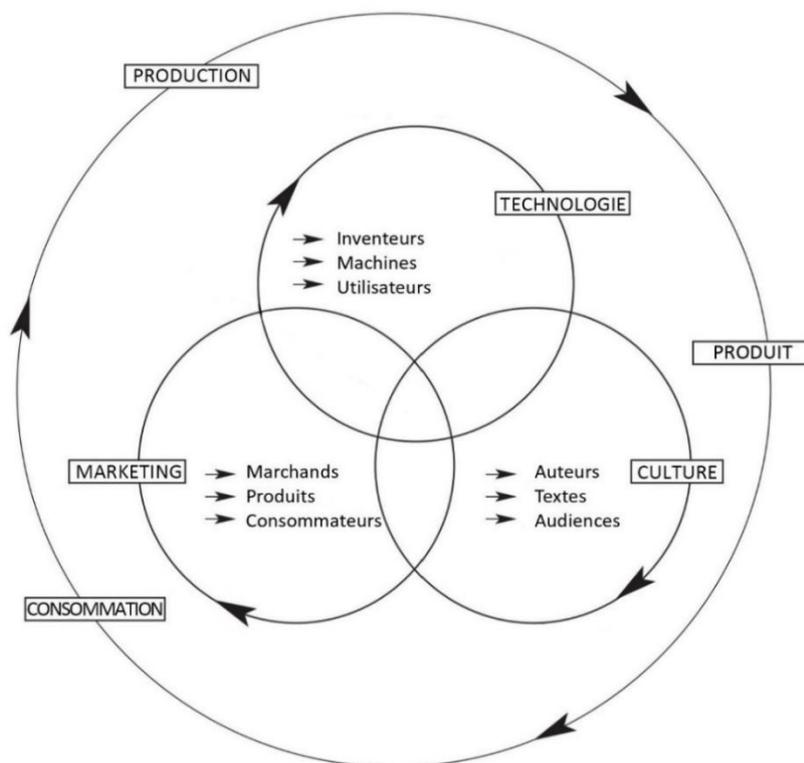 PRODUCTION
TECHNOLOGIE
Inventeurs
Machines
Utilisateurs
PRODUIT
MARKETING
Marchands
Produits
Consommateurs
Auteurs
Textes
Audiences
CULTURE
CONSOMMATION